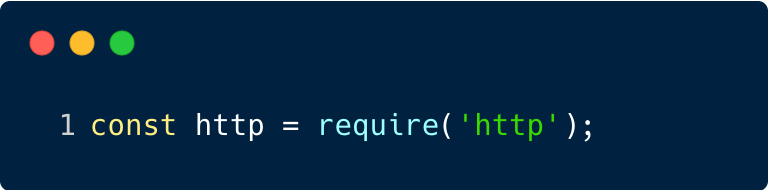 1 const http = require('http');